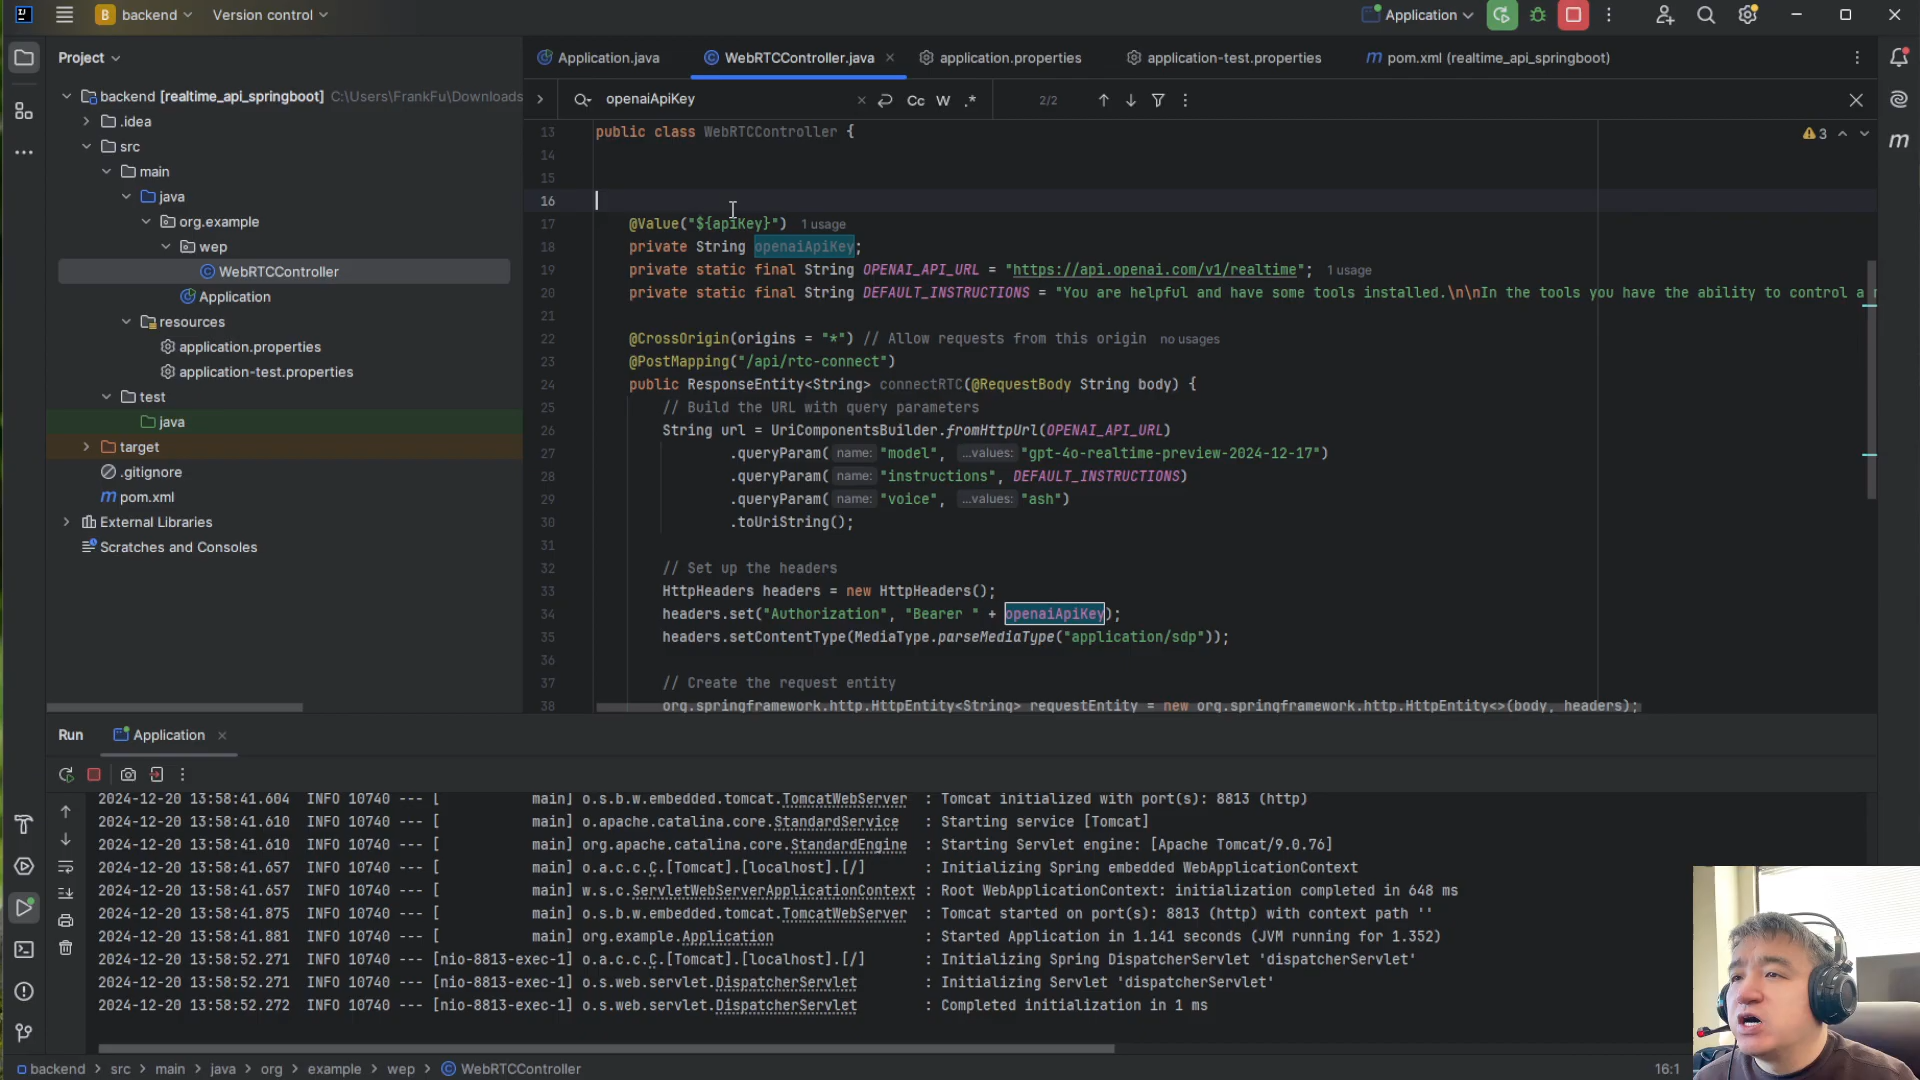 B backend Version control Application
Project
Application.java WebRTCController.java application.properties application-test.properties m pom.xml (realtime_api_springboot)
openaiApiKey Cc W .* 2/2
backend [realtime_api_springboot] C:\Users\FrankFu\Downloads
.idea
src
main
java
org.example
wep
WebRTCController
Application
resources
application.properties
application-test.properties
test
java
target
.gitignore
m pom.xml
External Libraries
Scratches and Consoles
3
13 public class WebRTCController {
14
15
16
17 @Value("${apiKey}") 1 usage
18 private String openaiApiKey;
19 private static final String OPENAI_API_URL = "https://api.openai.com/v1/realtime"; 1 usage
20 private static final String DEFAULT_INSTRUCTIONS = "You are helpful and have some tools installed.\n\nIn the tools you have the ability to control a
21
22 @CrossOrigin(origins = "*") // Allow requests from this origin no usages
23 @PostMapping("/api/rtc-connect")
24 public ResponseEntity<String> connectRTC(@RequestBody String body) {
25 // Build the URL with query parameters
26 String url = UriComponentsBuilder.fromHttpUrl(OPENAI_API_URL)
27 .queryParam( name: "model", ...values: "gpt-4o-realtime-preview-2024-12-17")
28 .queryParam( name: "instructions", DEFAULT_INSTRUCTIONS)
29 .queryParam( name: "voice", ...values: "ash")
30 .toUriString();
31
32 // Set up the headers
33 HttpHeaders headers = new HttpHeaders();
34 headers.set("Authorization", "Bearer " + openaiApiKey);
35 headers.setContentType(MediaType.parseMediaType("application/sdp"));
36
37 // Create the request entity
38 org.springframework.http.HttpEntity<String> requestEntity = new org.springframework.http.HttpEntity<>(body, headers);
Run Application
2024-12-20 13:58:41.604 INFO 10740 --- [ main] o.s.b.w.embedded.tomcat.TomcatWebServer : Tomcat initialized with port(s): 8813 (http)
2024-12-20 13:58:41.610 INFO 10740 --- [ main] o.apache.catalina.core.StandardService : Starting service [Tomcat]
2024-12-20 13:58:41.610 INFO 10740 --- [ main] org.apache.catalina.core.StandardEngine : Starting Servlet engine: [Apache Tomcat/9.0.76]
2024-12-20 13:58:41.657 INFO 10740 --- [ main] o.a.c.c.C.[Tomcat].[localhost].[/] : Initializing Spring embedded WebApplicationContext
2024-12-20 13:58:41.657 INFO 10740 --- [ main] w.s.c.ServletWebServerApplicationContext : Root WebApplicationContext: initialization completed in 648 ms
2024-12-20 13:58:41.875 INFO 10740 --- [ main] o.s.b.w.embedded.tomcat.TomcatWebServer : Tomcat started on port(s): 8813 (http) with context path ''
2024-12-20 13:58:41.881 INFO 10740 --- [ main] org.example.Application : Started Application in 1.141 seconds (JVM running for 1.352)
2024-12-20 13:58:52.271 INFO 10740 --- [nio-8813-exec-1] o.a.c.c.C.[Tomcat].[localhost].[/] : Initializing Spring DispatcherServlet 'dispatcherServlet'
2024-12-20 13:58:52.271 INFO 10740 --- [nio-8813-exec-1] o.s.web.servlet.DispatcherServlet : Initializing Servlet 'dispatcherServlet'
2024-12-20 13:58:52.272 INFO 10740 --- [nio-8813-exec-1] o.s.web.servlet.DispatcherServlet : Completed initialization in 1 ms
backend > src > main > java > org > example > wep > WebRTCController 16:1